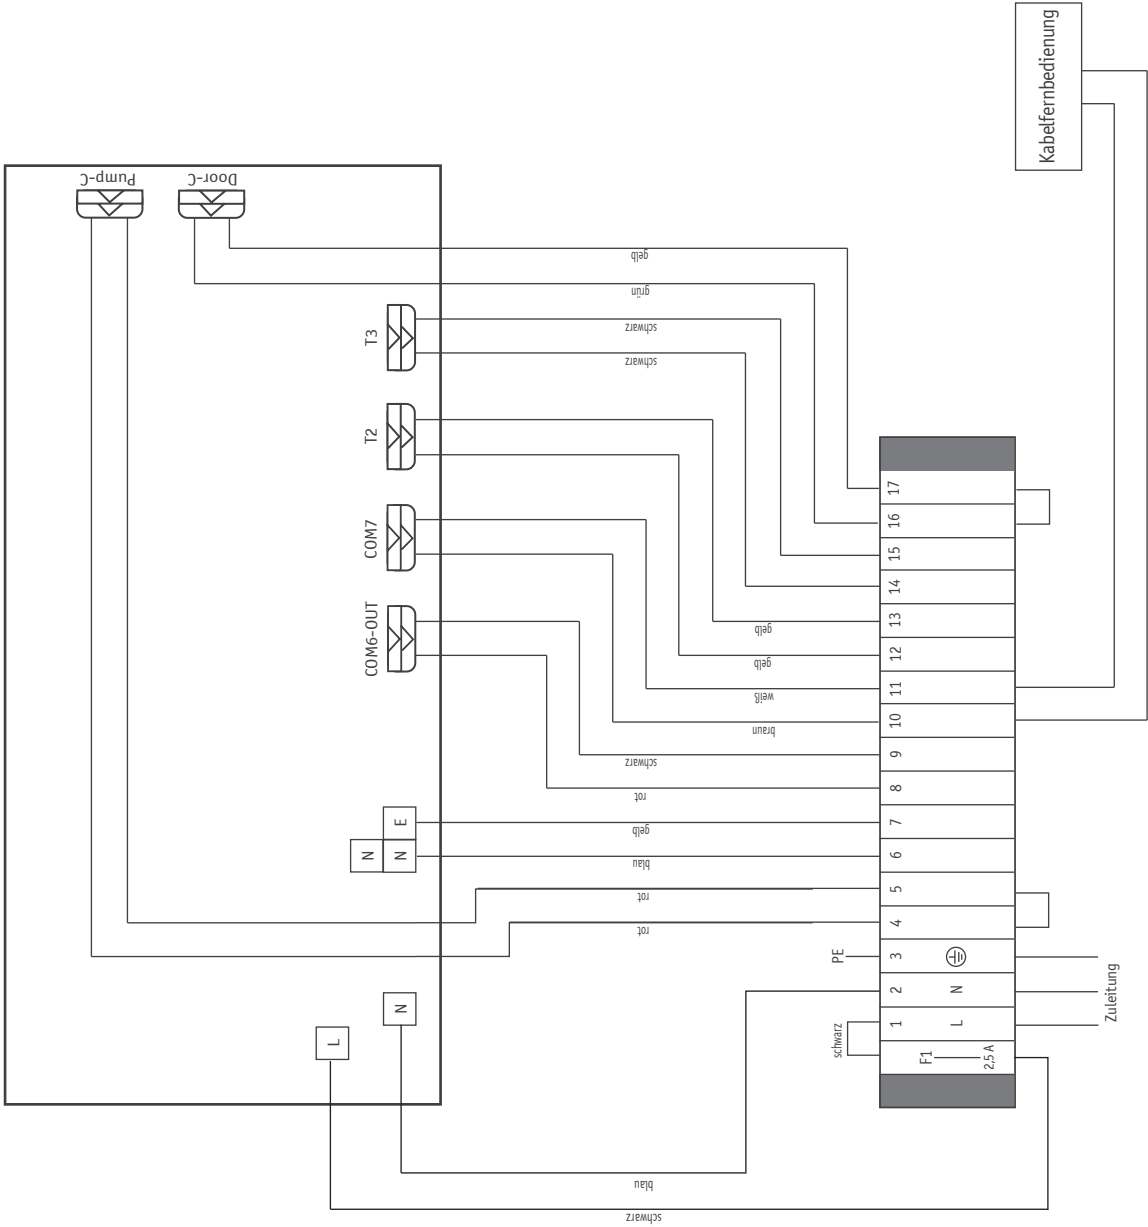 Kabelfernbedienung
Pump-C
Door-C
gelb
grün
T3
schwarz
schwarz
T2
COM7
COM6-OUT
17
16
15
14
13
gelb
12
gelb
11
weiß
10
braun
9
schwarz
8
rot
E
7
gelb
N
N
6
blau
5
rot
4
rot
PE
3
N
2
N
L
schwarz
1
L
Zuleitung
F1
2,5 A
blau
schwarz